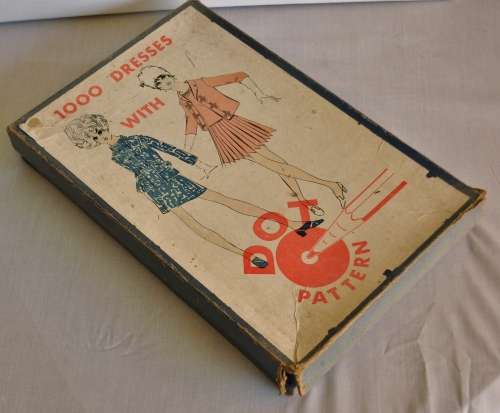 1000 DRESSES
WITH
DOT
PATTERN